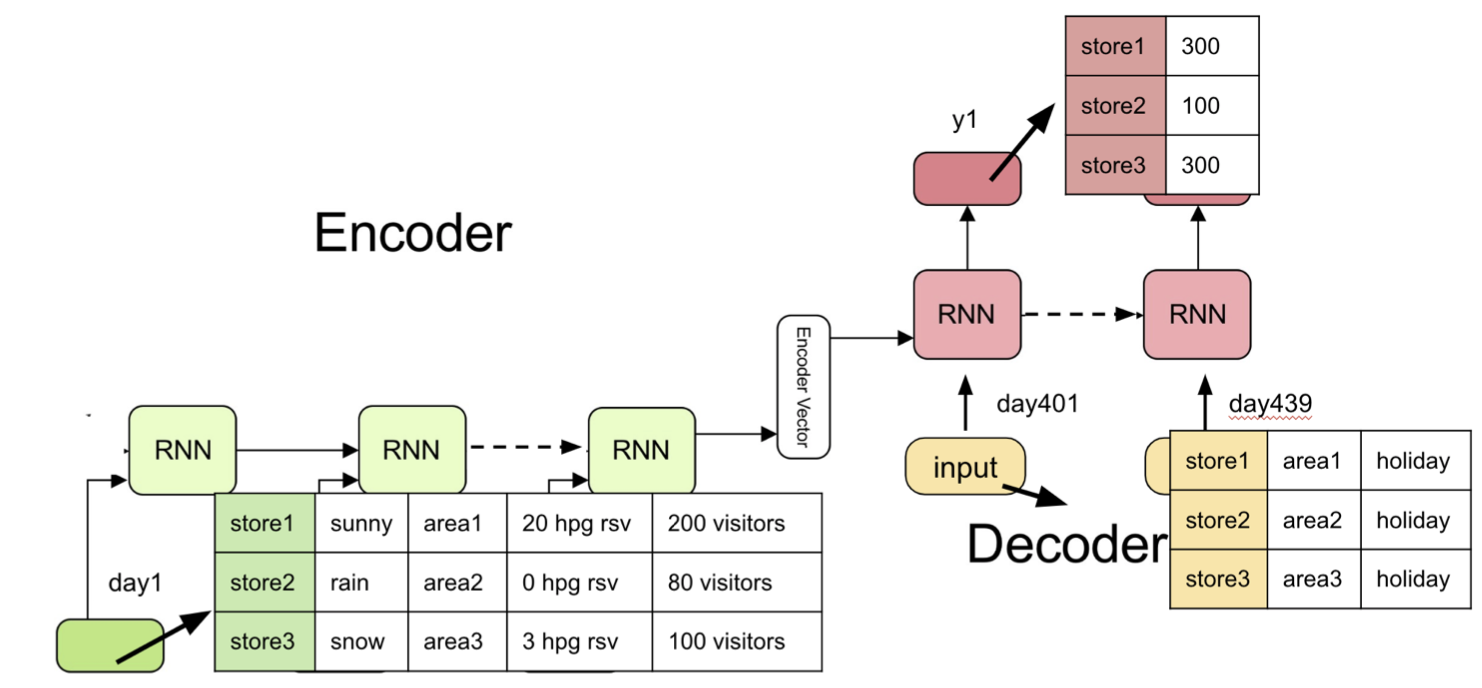 store1 300
store2 100
store3 300
y1
Encoder
RNN RNN
Encoder Vector
day401 day439
RNN RNN RNN
input
store1 area1 holiday
store2 area2 holiday
store3 area3 holiday
Decoder
store1 sunny area1 20 hpg rsv 200 visitors
store2 rain area2 0 hpg rsv 80 visitors
store3 snow area3 3 hpg rsv 100 visitors
day1